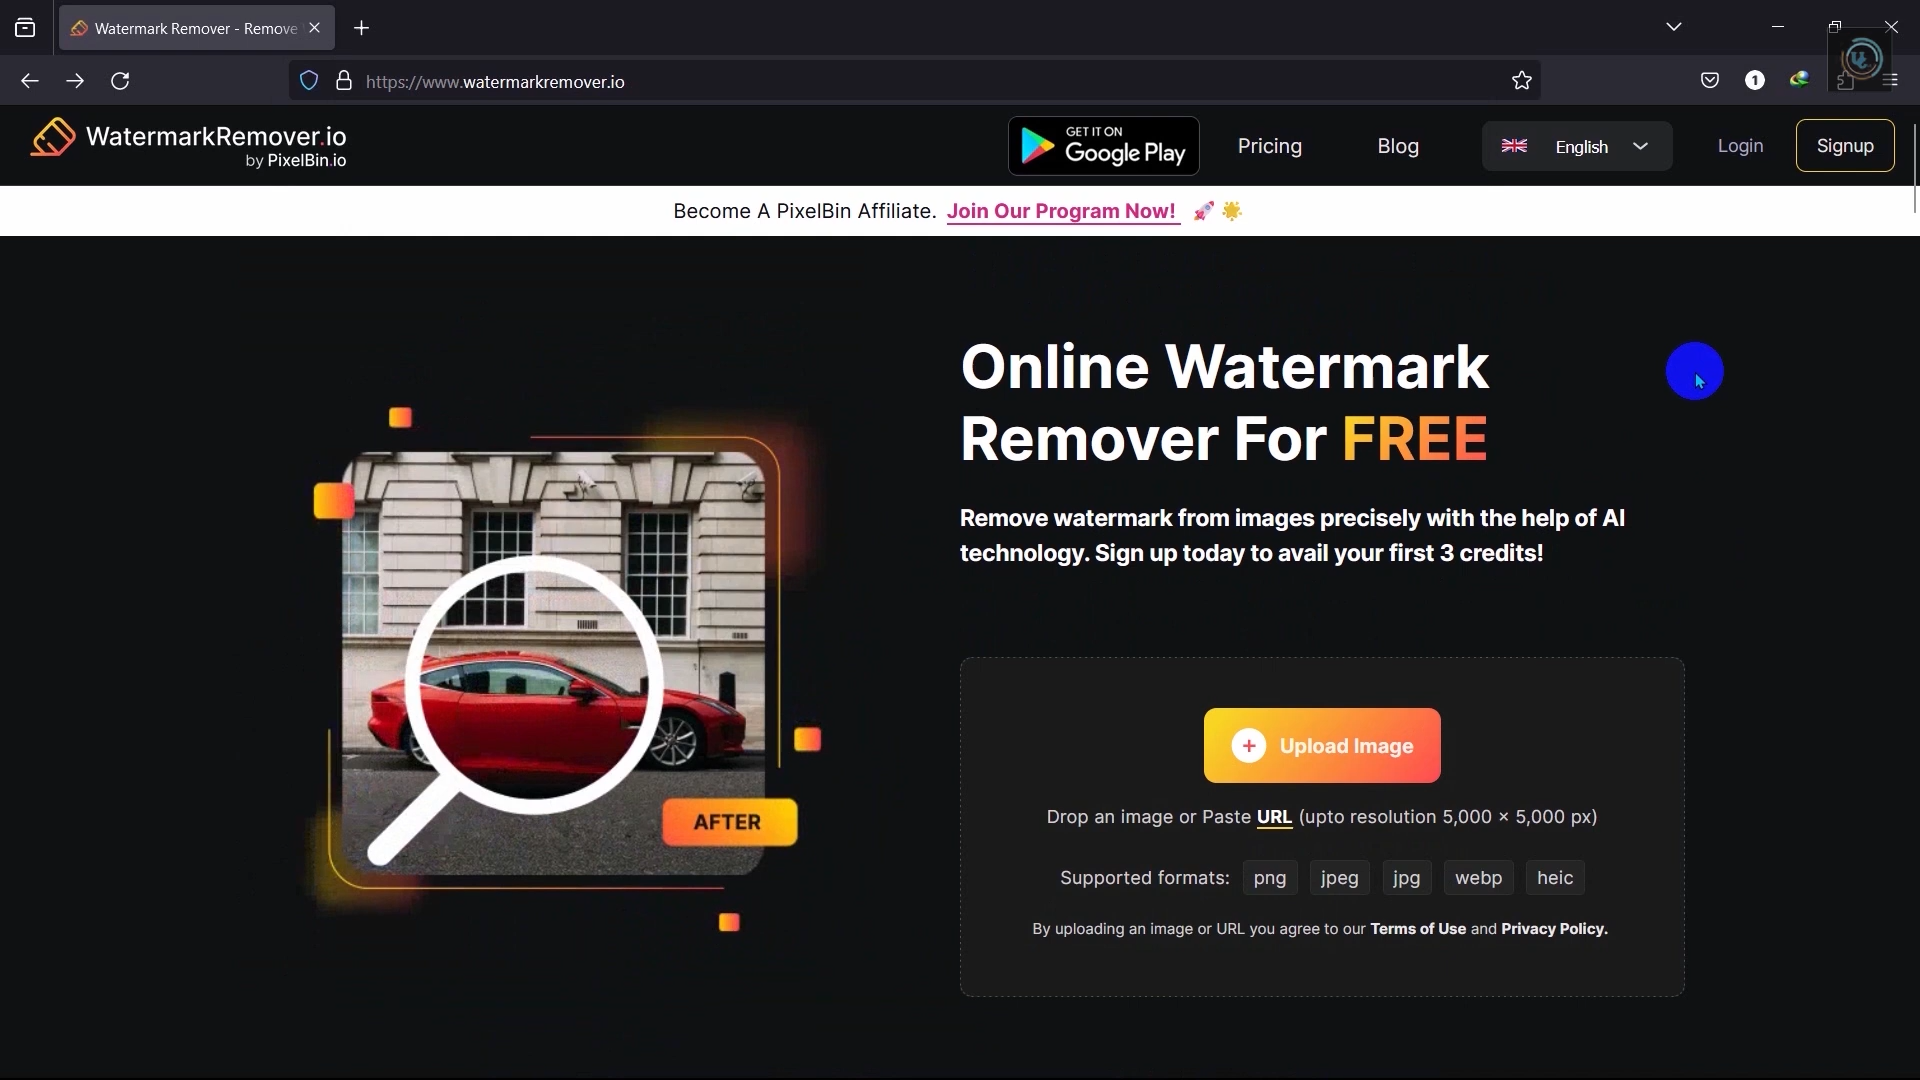 Watermark Remover - Remove
https://www.watermarkremover.io
1
WatermarkRemover.io
by PixelBin.io
GET IT ON
Google Play
Pricing
Blog
English
Login
Signup
Become A PixelBin Affiliate. Join Our Program Now! 🚀 🌟
Online Watermark
Remover For FREE
Remove watermark from images precisely with the help of AI
technology. Sign up today to avail your first 3 credits!
AFTER
Upload Image
Drop an image or Paste URL (upto resolution 5,000 × 5,000 px)
Supported formats: png jpeg jpg webp heic
By uploading an image or URL you agree to our Terms of Use and Privacy Policy.